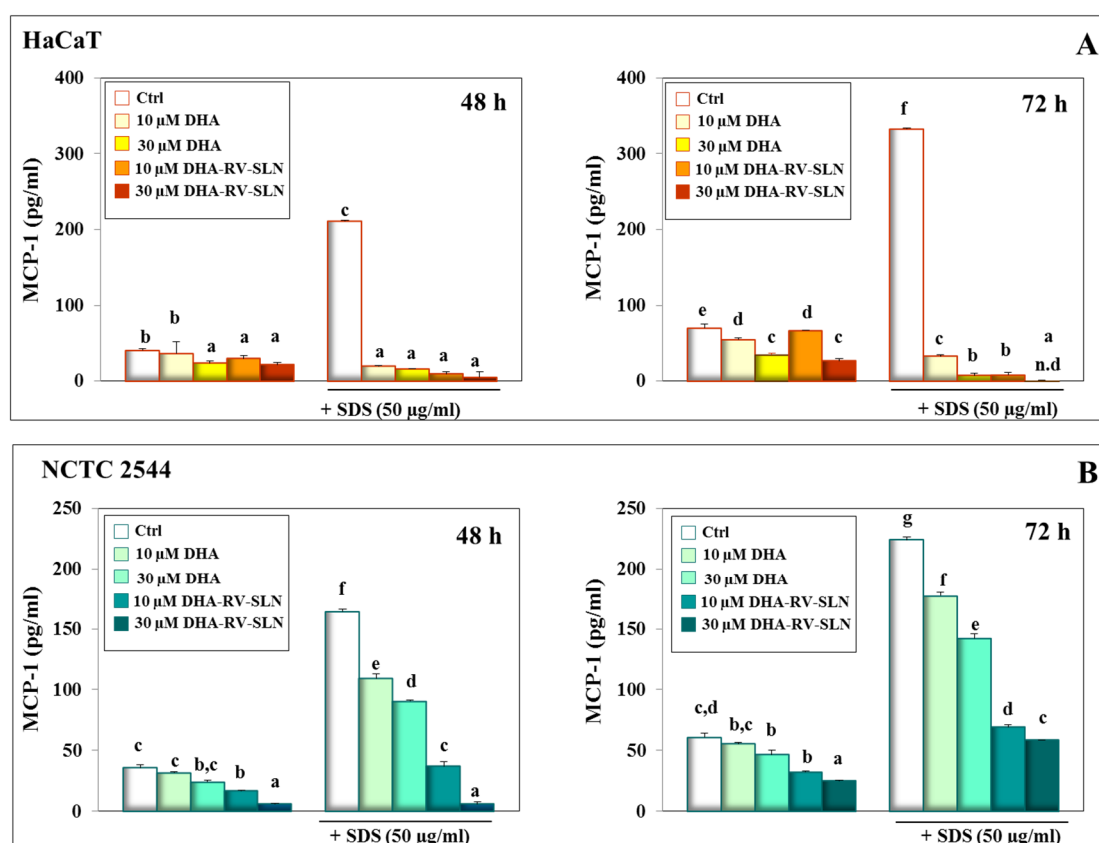 HaCaT
A
400
300
200
100
0
MCP-1 (pg/ml)
Ctrl
10 µM DHA
30 µM DHA
10 µM DHA-RV-SLN
30 µM DHA-RV-SLN
48 h
b b a a a
c a a a a
+ SDS (50 µg/ml)
400
300
200
100
0
MCP-1 (pg/ml)
Ctrl
10 µM DHA
30 µM DHA
10 µM DHA-RV-SLN
30 µM DHA-RV-SLN
72 h
e d c d c
f c b b a
n.d
+ SDS (50 µg/ml)
NCTC 2544
B
250
200
150
100
50
0
MCP-1 (pg/ml)
Ctrl
10 µM DHA
30 µM DHA
10 µM DHA-RV-SLN
30 µM DHA-RV-SLN
48 h
c c b,c b a
f e d c a
+ SDS (50 µg/ml)
250
200
150
100
50
0
MCP-1 (pg/ml)
Ctrl
10 µM DHA
30 µM DHA
10 µM DHA-RV-SLN
30 µM DHA-RV-SLN
72 h
c,d b,c b b a
g f e d c
+ SDS (50 µg/ml)